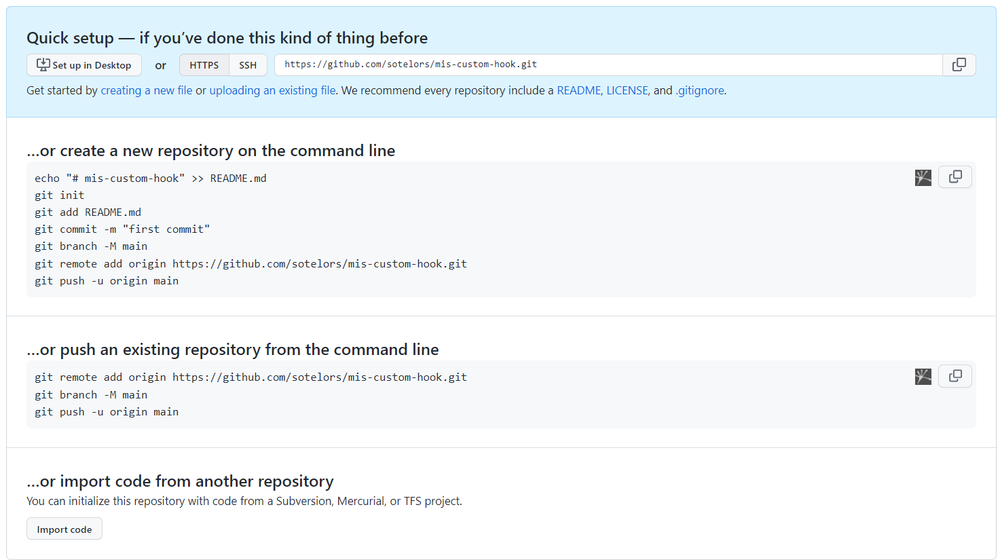 Quick setup — if you’ve done this kind of thing before
Set up in Desktop or HTTPS SSH https://github.com/sotelors/mis-custom-hook.git
Get started by creating a new file or uploading an existing file. We recommend every repository include a README, LICENSE, and .gitignore.
…or create a new repository on the command line
echo "# mis-custom-hook" >> README.md
git init
git add README.md
git commit -m "first commit"
git branch -M main
git remote add origin https://github.com/sotelors/mis-custom-hook.git
git push -u origin main
…or push an existing repository from the command line
git remote add origin https://github.com/sotelors/mis-custom-hook.git
git branch -M main
git push -u origin main
…or import code from another repository
You can initialize this repository with code from a Subversion, Mercurial, or TFS project.
Import code